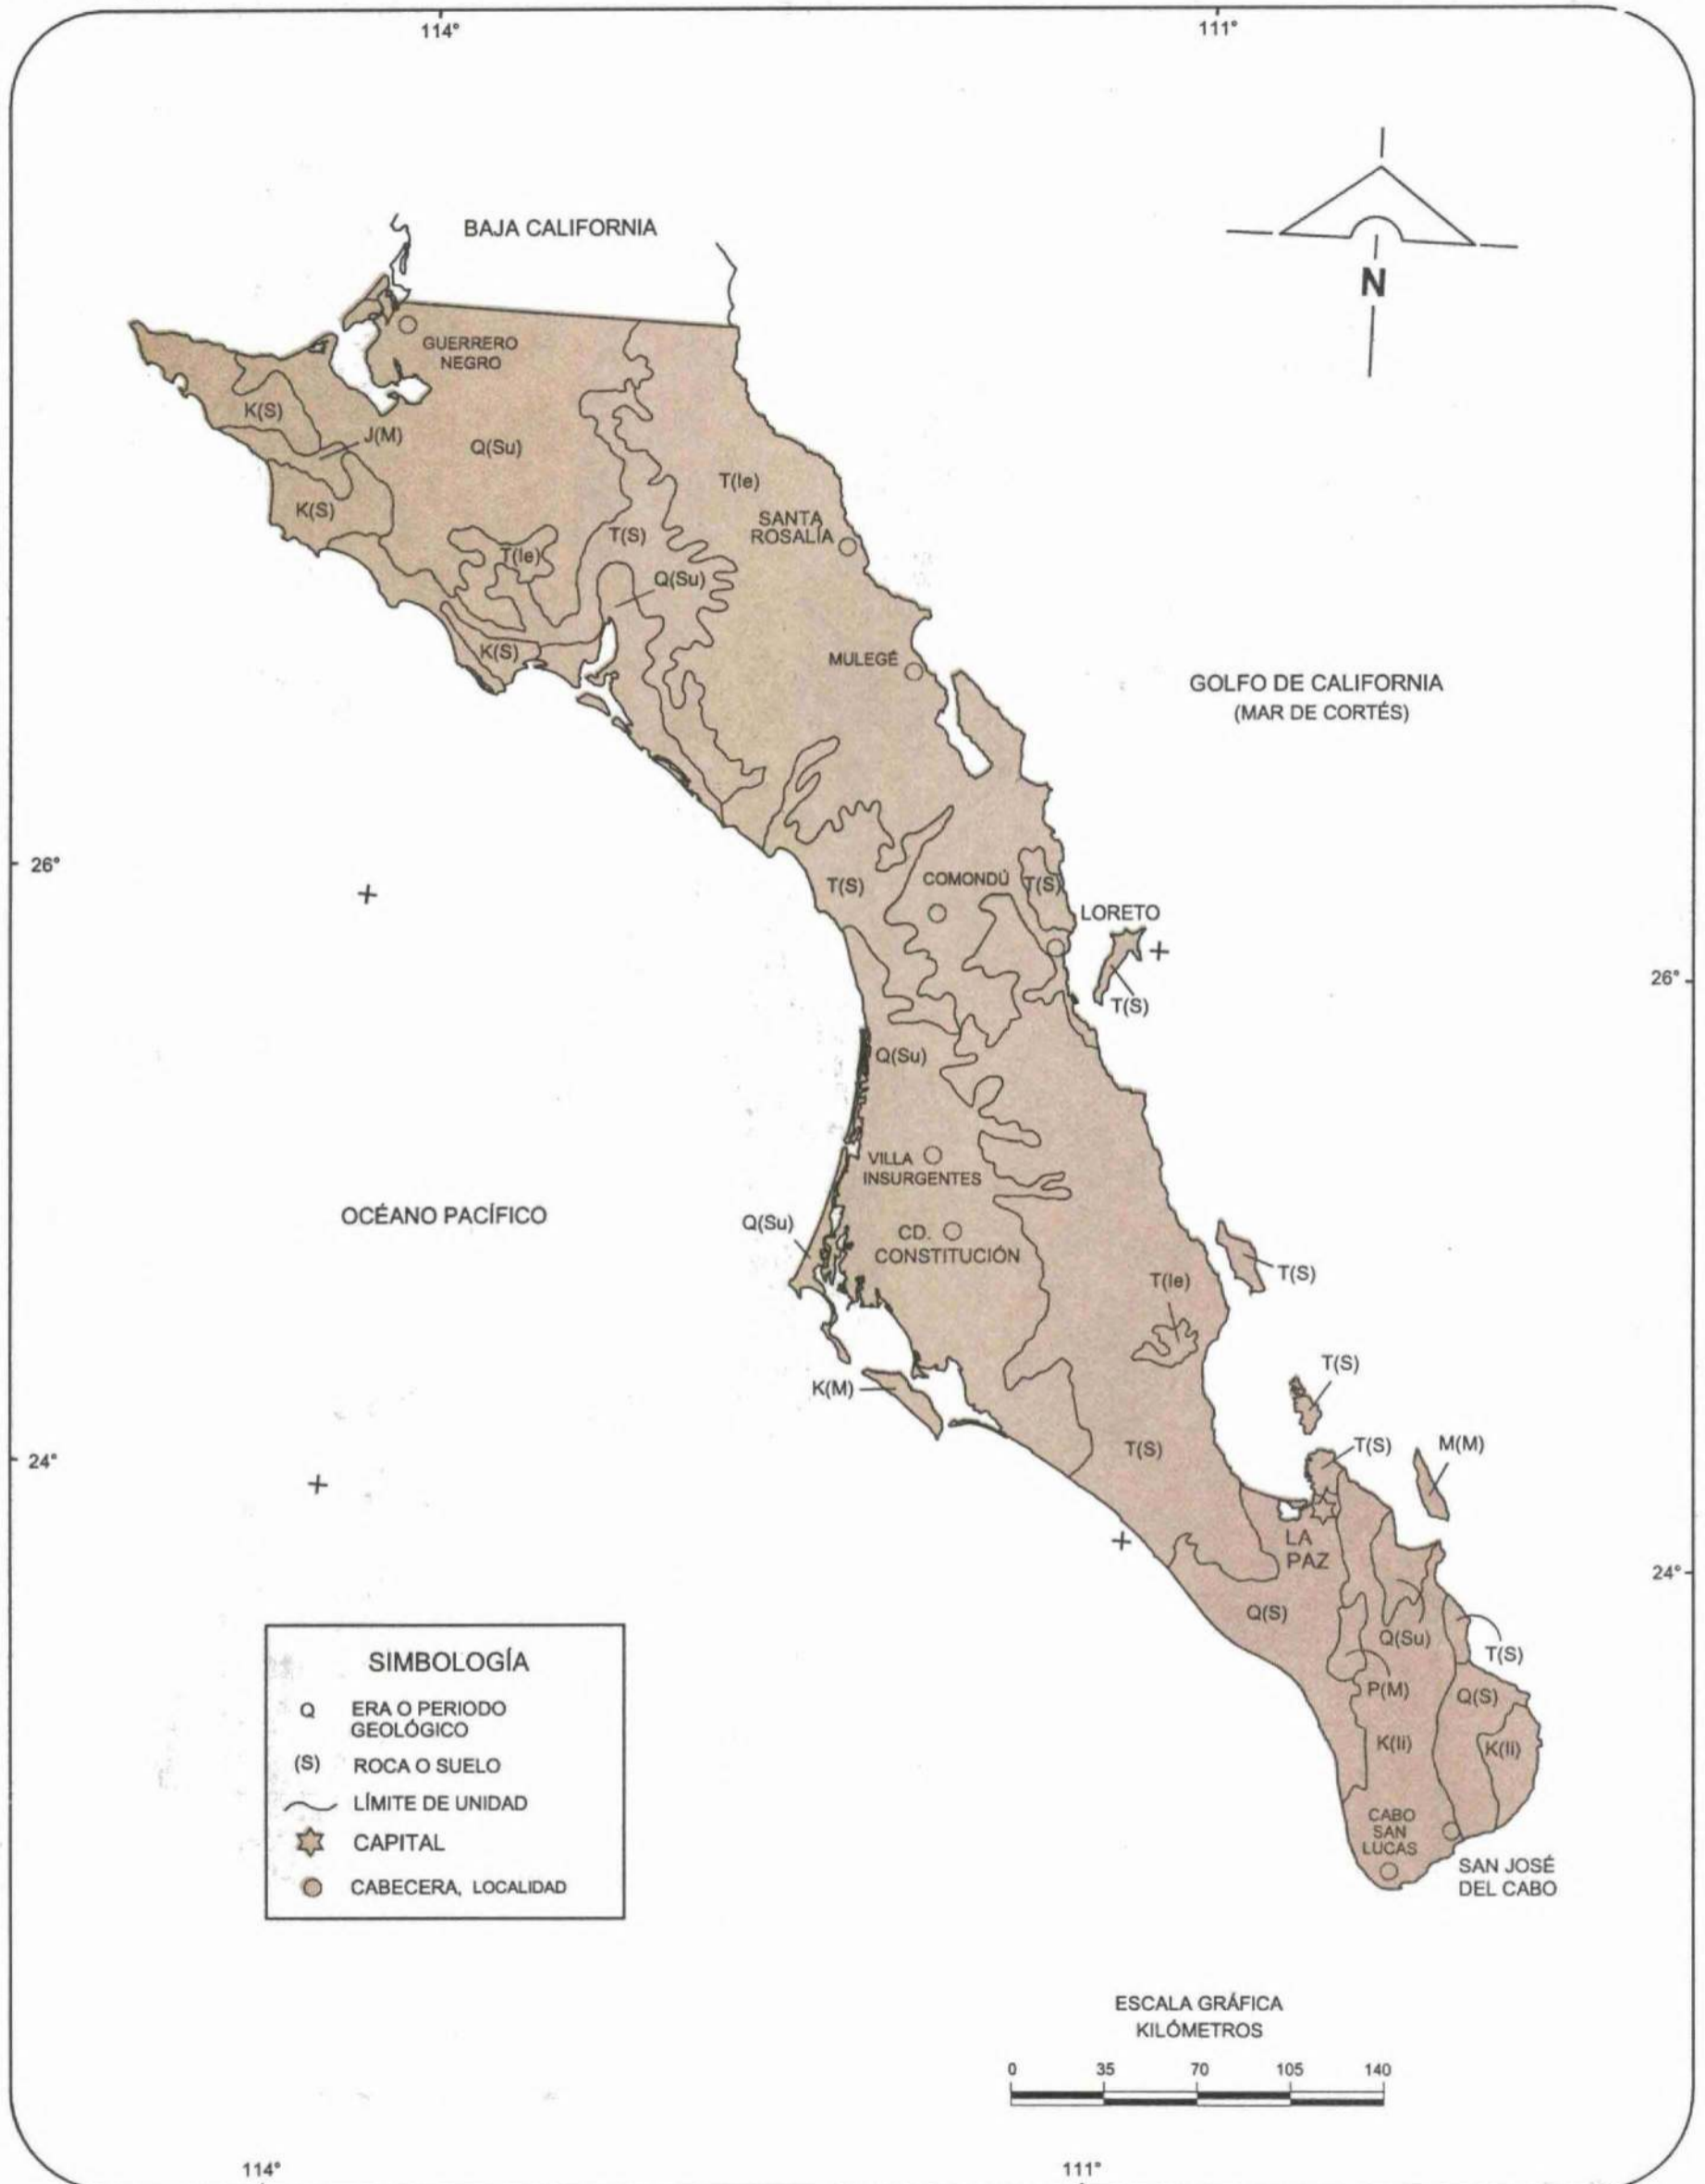 114°
111°
BAJA CALIFORNIA
N
GUERRERO
NEGRO
K(S)
J(M)
Q(Su)
T(Ie)
K(S)
SANTA
ROSALÍA
T(S)
T(Ie)
Q(Su)
K(S)
MULEGÉ
GOLFO DE CALIFORNIA
(MAR DE CORTÉS)
26°
T(S)
COMONDÚ
T(S)
LORETO
26°
T(S)
Q(Su)
VILLA
INSURGENTES
OCÉANO PACÍFICO
Q(Su)
CD.
CONSTITUCIÓN
T(Ie)
T(S)
T(S)
K(M)
T(S)
T(S)
M(M)
24°
LA
PAZ
24°
Q(S)
Q(Su)
T(S)
P(M)
Q(S)
K(Ii)
K(Ii)
CABO
SAN
LUCAS
SAN JOSÉ
DEL CABO
SIMBOLOGÍA
Q ERA O PERIODO
GEOLÓGICO
(S) ROCA O SUELO
LÍMITE DE UNIDAD
CAPITAL
CABECERA, LOCALIDAD
ESCALA GRÁFICA
KILÓMETROS
0 35 70 105 140
114°
111°